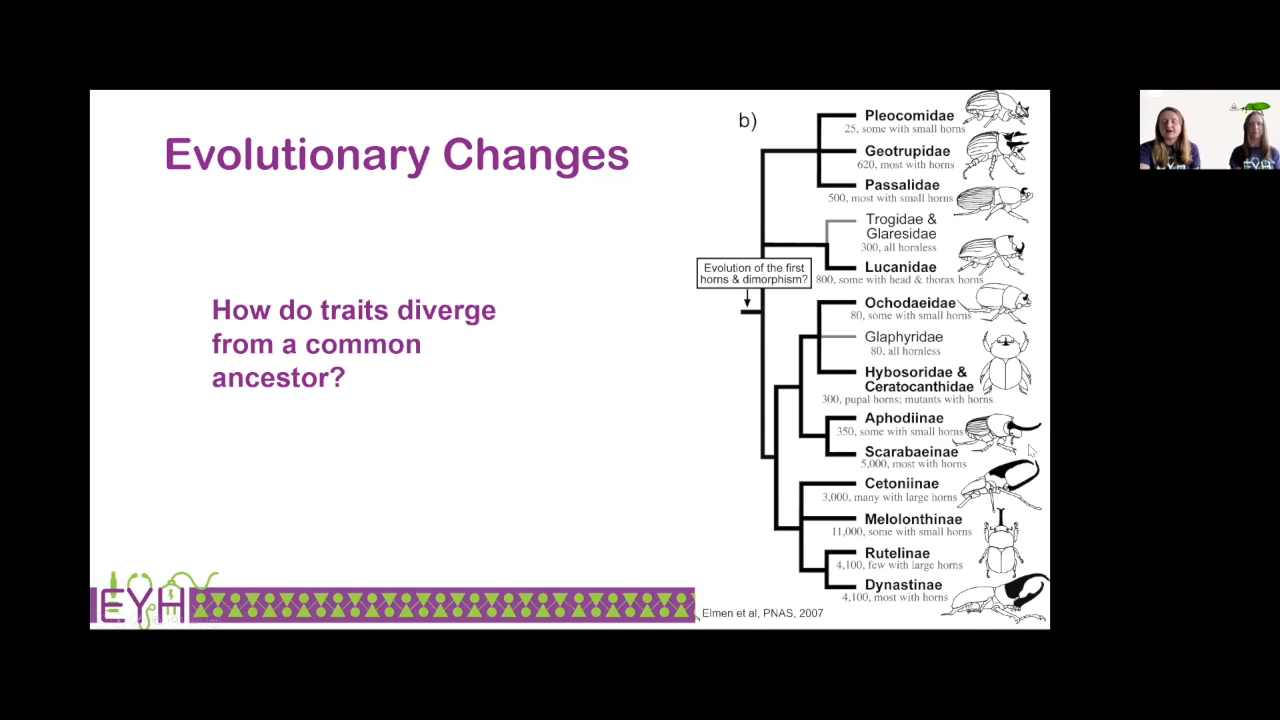 Evolutionary Changes
How do traits diverge
from a common
ancestor?
b)
Pleocomidae
25, some with small horns
Geotrupidae
620, most with horns
Passalidae
500, most with small horns
Trogidae &
Glaresidae
300, all hornless
Evolution of the first
horns & dimorphism?
Lucanidae
800, some with head & thorax horns
Ochodaeidae
80, some with small horns
Glaphyridae
80, all hornless
Hybosoridae &
Ceratocanthidae
300, pupal horns; mutants with horns
Aphodiinae
350, some with small horns
Scarabaeinae
5,000, most with horns
Cetoniinae
3,000, many with large horns
Melolonthinae
11,000, some with small horns
Rutelinae
4,100, few with large horns
Dynastinae
4,100, most with horns
EYH
Elmen et al, PNAS, 2007